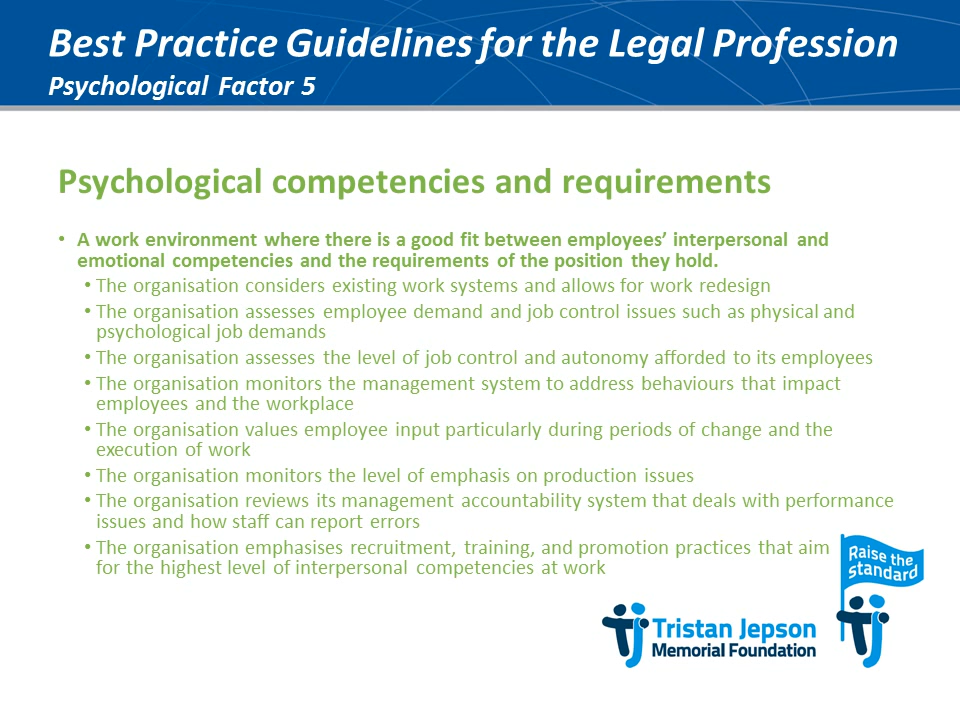 Best Practice Guidelines for the Legal Profession
Psychological Factor 5
Psychological competencies and requirements
• A work environment where there is a good fit between employees’ interpersonal and
emotional competencies and the requirements of the position they hold.
• The organisation considers existing work systems and allows for work redesign
• The organisation assesses employee demand and job control issues such as physical and
psychological job demands
• The organisation assesses the level of job control and autonomy afforded to its employees
• The organisation monitors the management system to address behaviours that impact
employees and the workplace
• The organisation values employee input particularly during periods of change and the
execution of work
• The organisation monitors the level of emphasis on production issues
• The organisation reviews its management accountability system that deals with performance
issues and how staff can report errors
• The organisation emphasises recruitment, training, and promotion practices that aim
for the highest level of interpersonal competencies at work
Raise the
standard
Tristan Jepson
Memorial Foundation